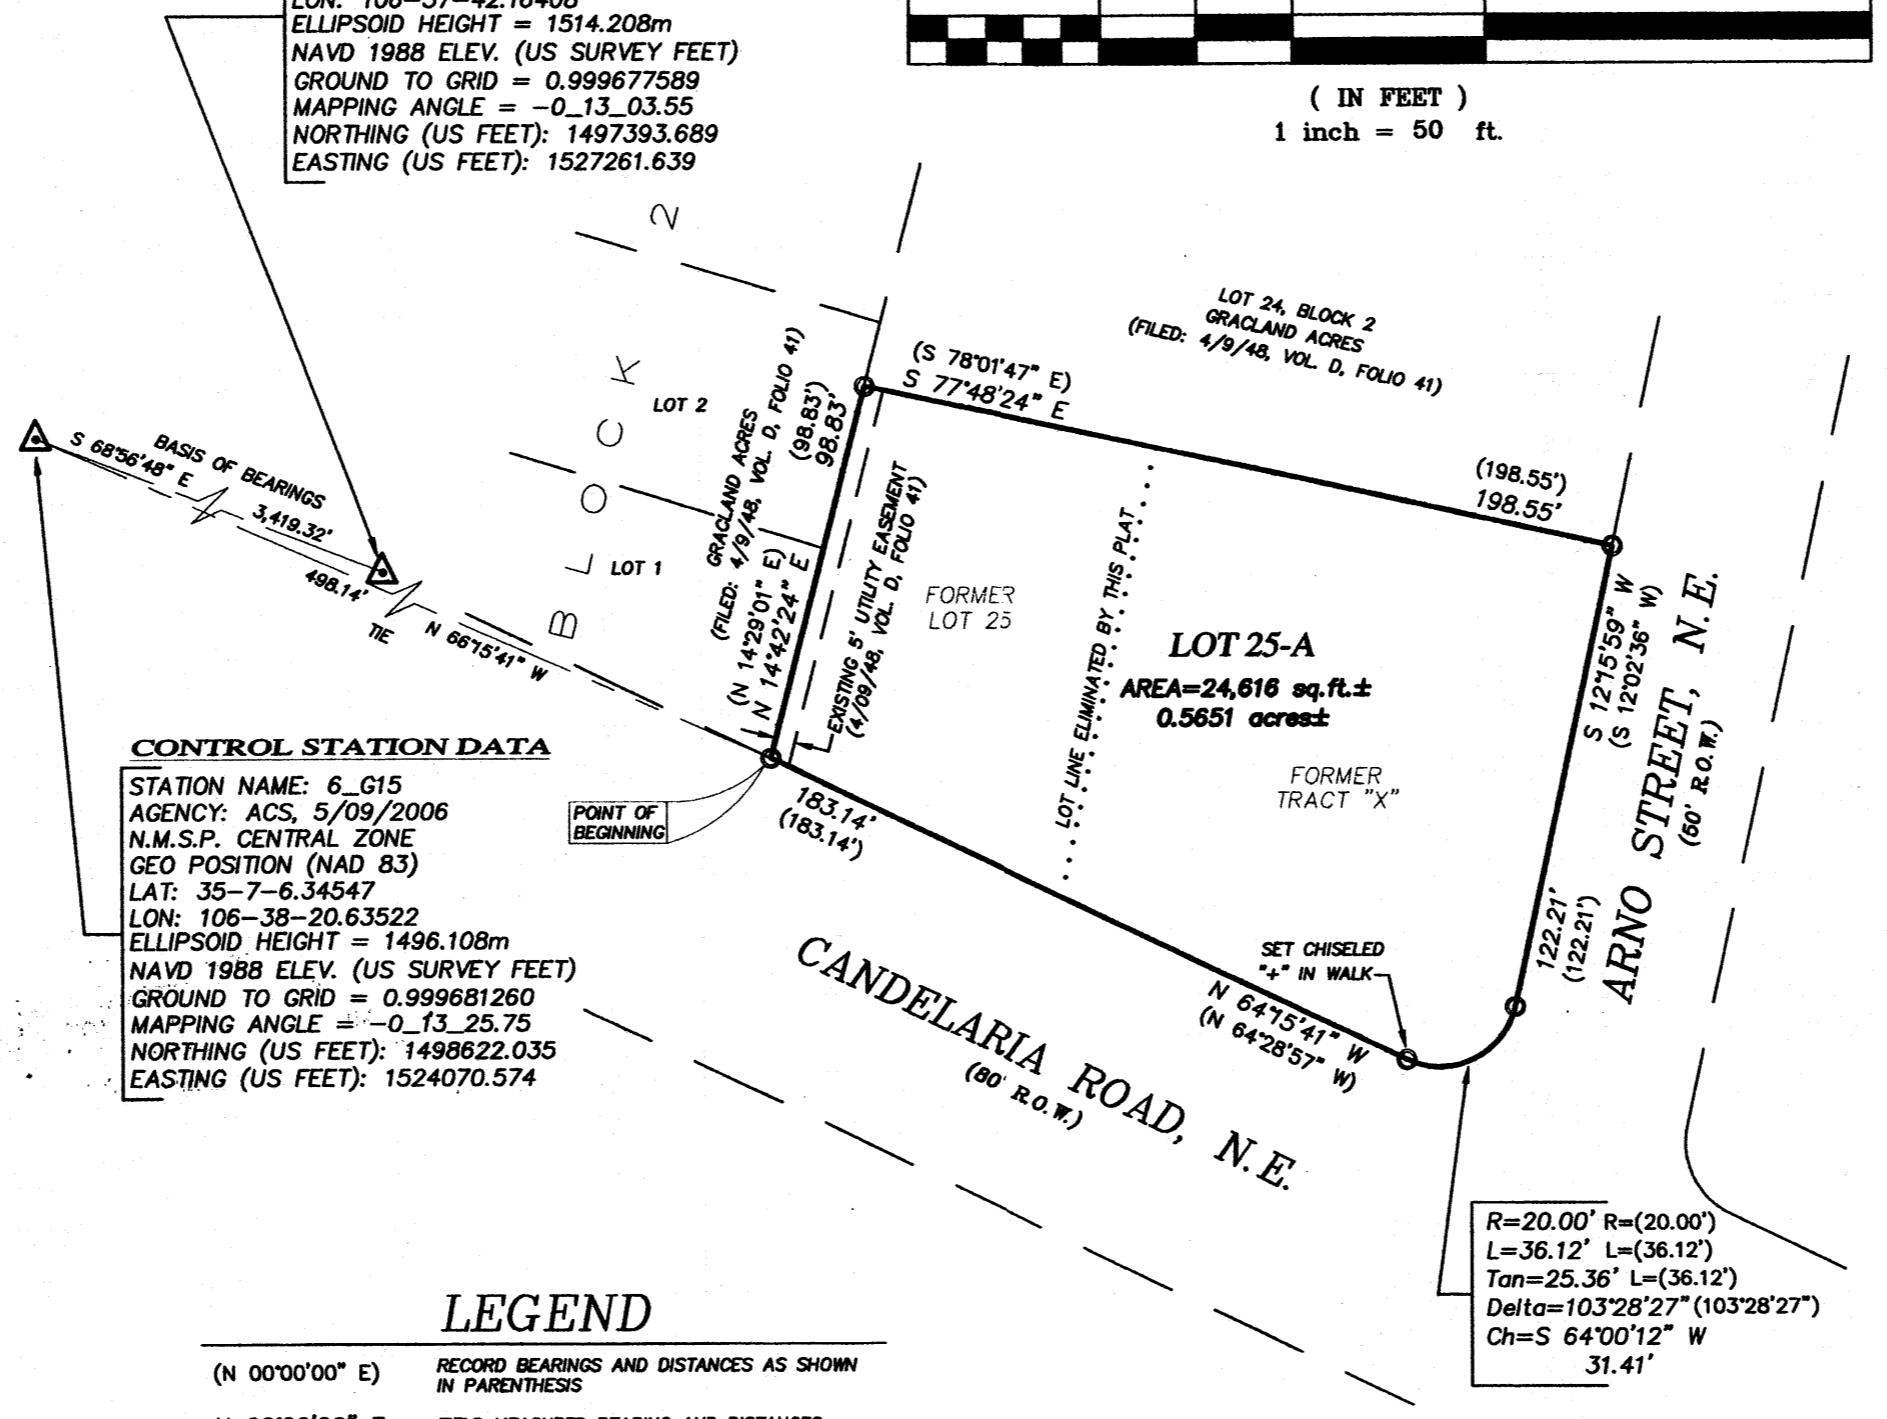 LON: 106-37-42.16408
ELLIPSOID HEIGHT = 1514.208m
NAVD 1988 ELEV. (US SURVEY FEET)
GROUND TO GRID = 0.999677589
MAPPING ANGLE = -0_13_03.55
NORTHING (US FEET): 1497393.689
EASTING (US FEET): 1527261.639
( IN FEET )
1 inch = 50 ft.
BLOCK 2
LOT 24, BLOCK 2
GRACLAND ACRES
(FILED: 4/9/48, VOL. D, FOLIO 41)
(S 78°01'47" E)
S 77°48'24" E
(198.55')
198.55'
LOT 2
LOT 1
GRACLAND ACRES
(FILED: 4/9/48, VOL. D, FOLIO 41)
(98.83')
98.83'
(N 14°29'01" E)
N 14°42'24" E
EXISTING 5' UTILITY EASEMENT
(4/09/48, VOL. D, FOLIO 41)
S 68°56'48" E
BASIS OF BEARINGS
3,419.32'
498.14'
TIE
N 66°15'41" W
FORMER
LOT 25
LOT LINE ELIMINATED BY THIS PLAT
LOT 25-A
AREA=24,616 sq.ft.±
0.5651 acres±
FORMER
TRACT "X"
S 12°15'59" W
(S 12°02'36" W)
122.21'
(122.21')
ARNO STREET, N.E.
(60' R.O.W.)
POINT OF
BEGINNING
183.14'
(183.14')
SET CHISELED
"+" IN WALK
N 64°15'41" W
(N 64°28'57" W)
CANDELARIA ROAD, N.E.
(80' R.O.W.)
CONTROL STATION DATA
STATION NAME: 6_G15
AGENCY: ACS, 5/09/2006
N.M.S.P. CENTRAL ZONE
GEO POSITION (NAD 83)
LAT: 35-7-6.34547
LON: 106-38-20.63522
ELLIPSOID HEIGHT = 1496.108m
NAVD 1988 ELEV. (US SURVEY FEET)
GROUND TO GRID = 0.999681260
MAPPING ANGLE = -0_13_25.75
NORTHING (US FEET): 1498622.035
EASTING (US FEET): 1524070.574
R=20.00' R=(20.00')
L=36.12' L=(36.12')
Tan=25.36' L=(36.12')
Delta=103°28'27" (103°28'27")
Ch=S 64°00'12" W
31.41'
LEGEND
(N 00°00'00" E) RECORD BEARINGS AND DISTANCES AS SHOWN
IN PARENTHESIS